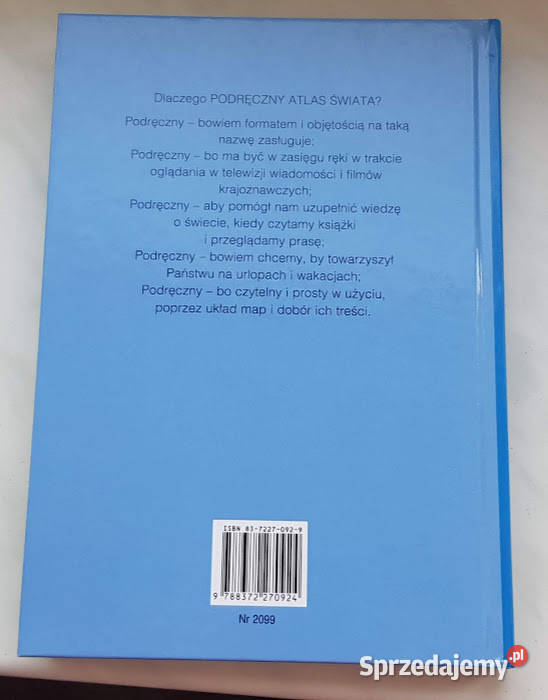 Dlaczego PODRĘCZNY ATLAS ŚWIATA?
Podręczny – bowiem formatem i objętością na taką
nazwę zasługuje;
Podręczny – bo ma być w zasięgu ręki w trakcie
oglądania w telewizji wiadomości i filmów
krajoznawczych;
Podręczny – aby pomógł nam uzupełnić wiedzę
o świecie, kiedy czytamy książki
i przeglądamy prasę;
Podręczny – bowiem chcemy, by towarzyszył
Państwu na urlopach i wakacjach;
Podręczny – bo czytelny i prosty w użyciu,
poprzez układ map i dobór ich treści.
ISBN 83-7227-092-9
9 788372 270924
Nr 2099
Sprzedajemy.pl